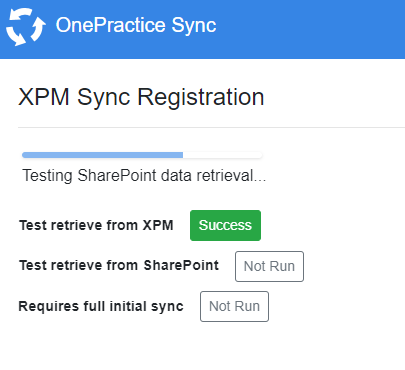 OnePractice Sync
XPM Sync Registration
Testing SharePoint data retrieval...
Test retrieve from XPM Success
Test retrieve from SharePoint Not Run
Requires full initial sync Not Run